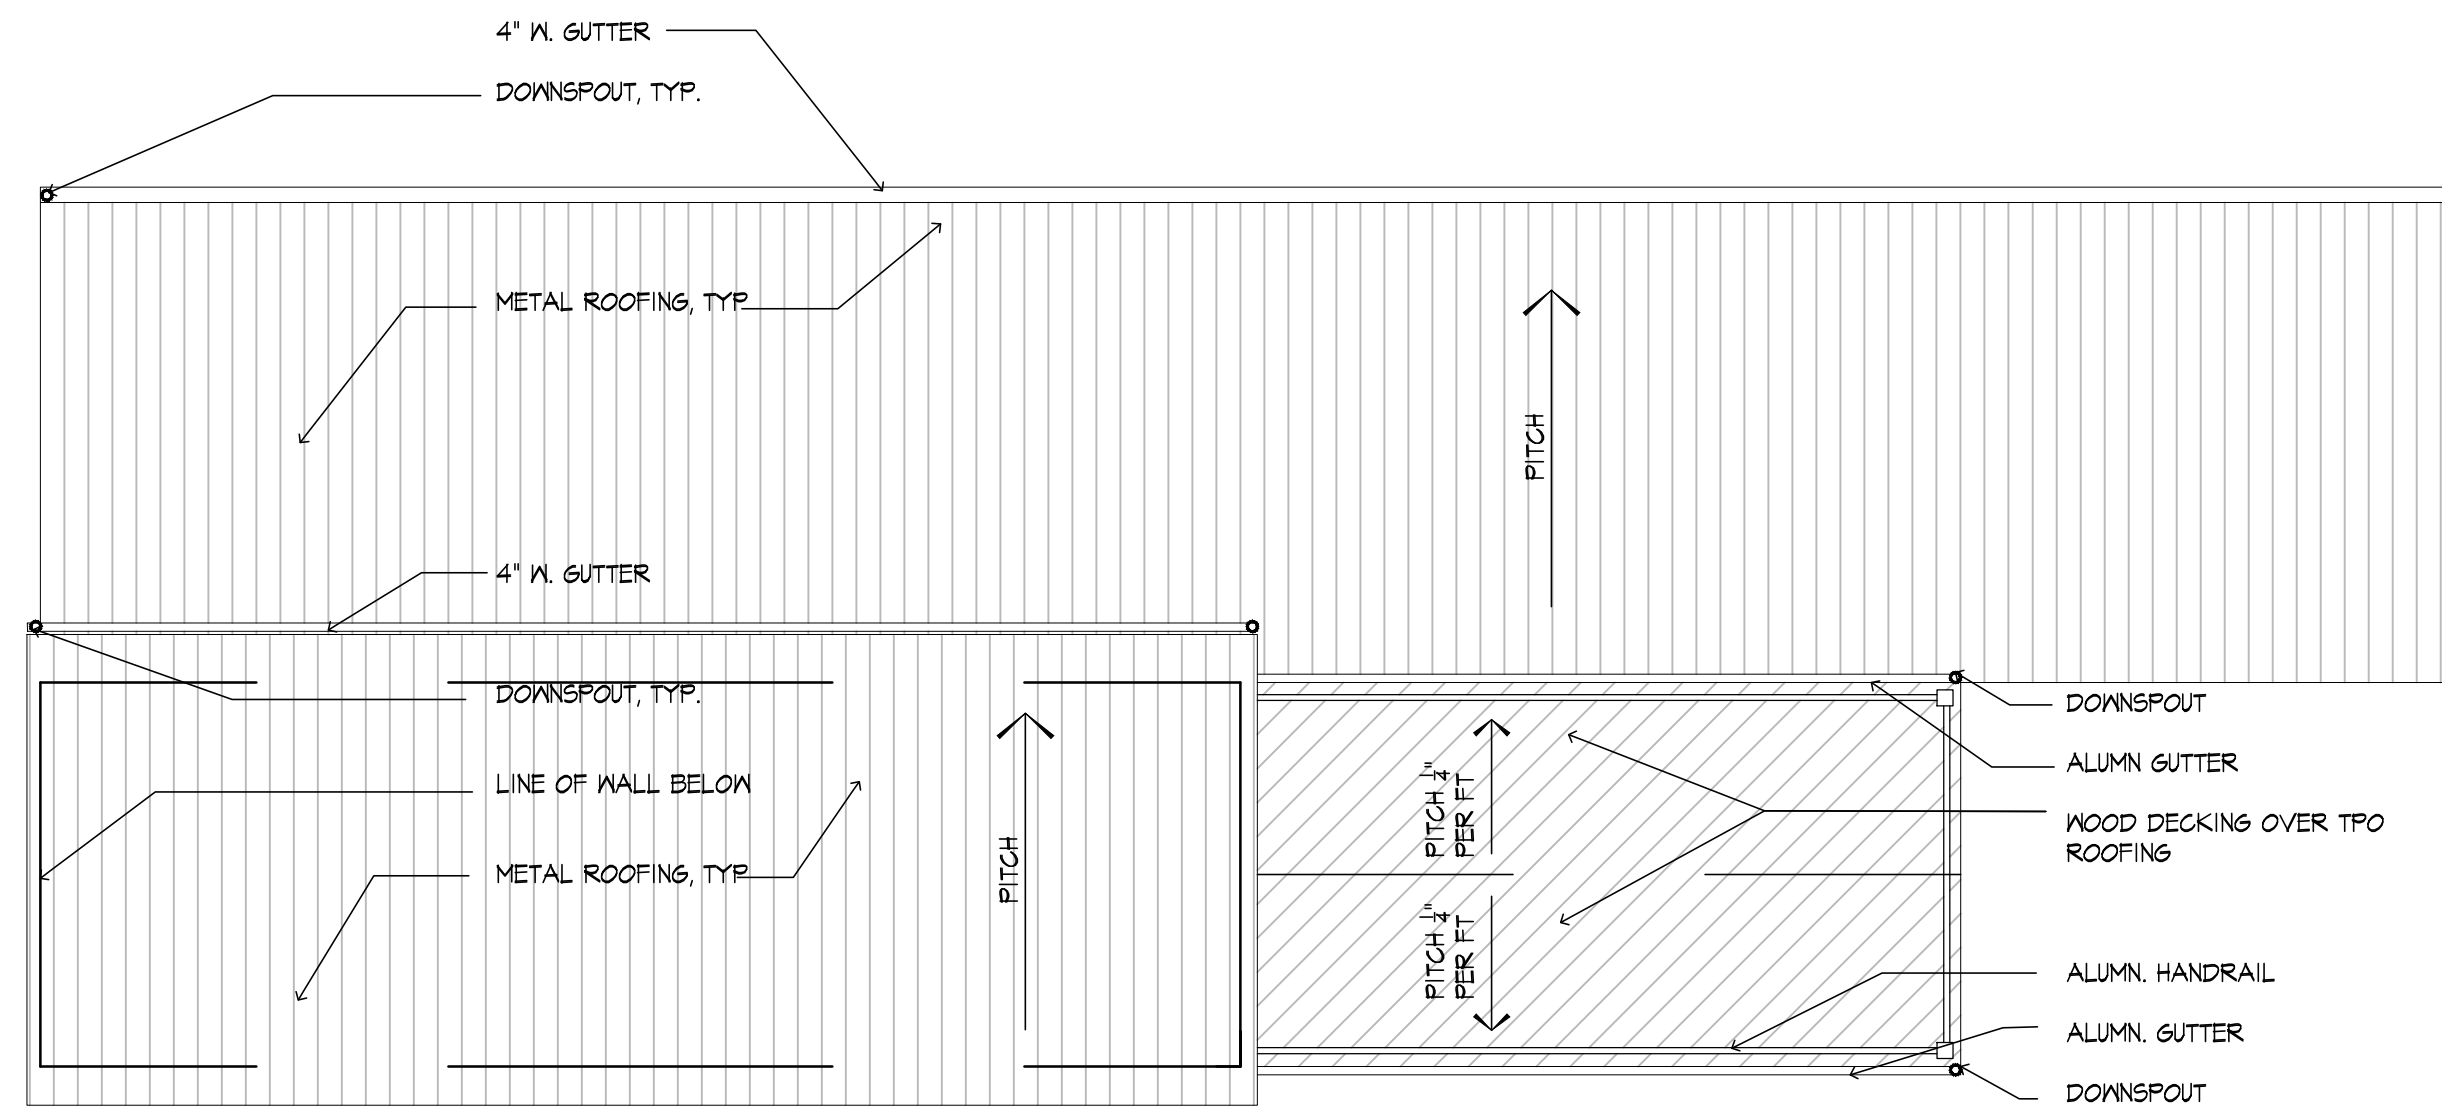 4" W. GUTTER
DOWNSPOUT, TYP.
METAL ROOFING, TYP
PITCH
4" W. GUTTER
DOWNSPOUT, TYP.
LINE OF WALL BELOW
METAL ROOFING, TYP
PITCH
PITCH 1/4"
PER FT
PITCH 1/4"
PER FT
DOWNSPOUT
ALUMN GUTTER
WOOD DECKING OVER TPO
ROOFING
ALUMN. HANDRAIL
ALUMN. GUTTER
DOWNSPOUT